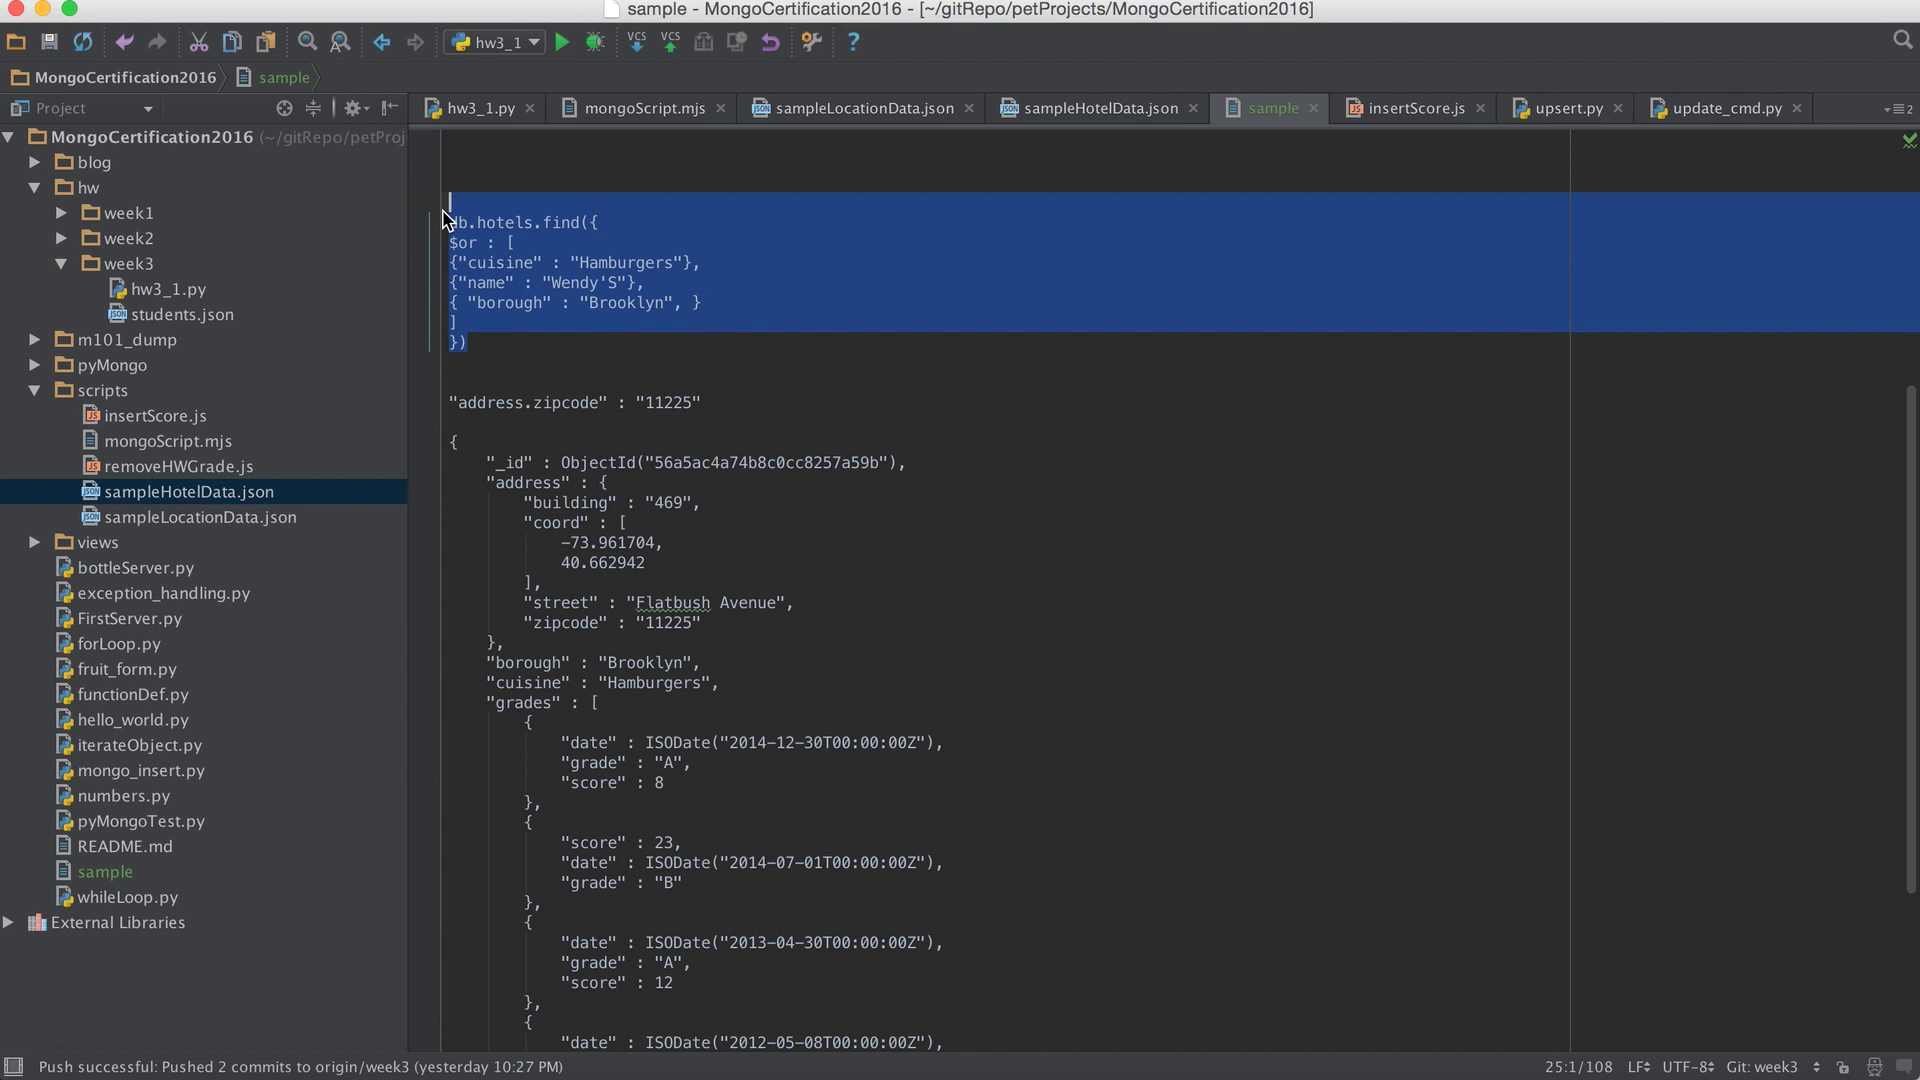 sample - MongoCertification2016 - [~/gitRepo/petProjects/MongoCertification2016]
hw3_1
VCS VCS
?
MongoCertification2016 sample
Project
hw3_1.py mongoScript.mjs sampleLocationData.json sampleHotelData.json sample insertScore.js upsert.py update_cmd.py 2
MongoCertification2016 (~/gitRepo/petProj
blog
hw
week1
week2
week3
hw3_1.py
students.json
m101_dump
pyMongo
scripts
insertScore.js
mongoScript.mjs
removeHWGrade.js
sampleHotelData.json
sampleLocationData.json
views
bottleServer.py
exception_handling.py
FirstServer.py
forLoop.py
fruit_form.py
functionDef.py
hello_world.py
iterateObject.py
mongo_insert.py
numbers.py
pyMongoTest.py
README.md
sample
whileLoop.py
External Libraries
db.hotels.find({
$or : [
{"cuisine" : "Hamburgers"},
{"name" : "Wendy'S"},
{ "borough" : "Brooklyn", }
]
})
"address.zipcode" : "11225"
{
"_id" : ObjectId("56a5ac4a74b8c0cc8257a59b"),
"address" : {
"building" : "469",
"coord" : [
-73.961704,
40.662942
],
"street" : "Flatbush Avenue",
"zipcode" : "11225"
},
"borough" : "Brooklyn",
"cuisine" : "Hamburgers",
"grades" : [
{
"date" : ISODate("2014-12-30T00:00:00Z"),
"grade" : "A",
"score" : 8
},
{
"score" : 23,
"date" : ISODate("2014-07-01T00:00:00Z"),
"grade" : "B"
},
{
"date" : ISODate("2013-04-30T00:00:00Z"),
"grade" : "A",
"score" : 12
},
{
"date" : ISODate("2012-05-08T00:00:00Z"),
Push successful: Pushed 2 commits to origin/week3 (yesterday 10:27 PM) 25:1/108 LF UTF-8 Git: week3